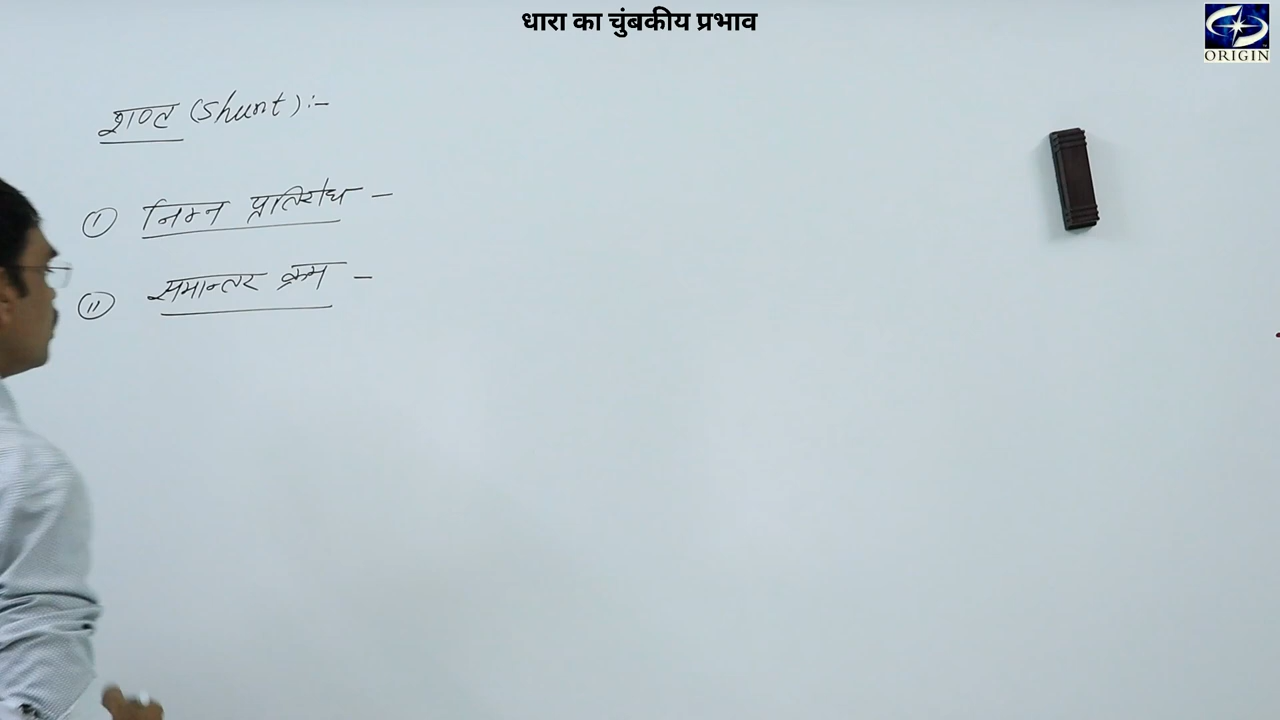 धारा का चुंबकीय प्रभाव
ORIGIN
शण्ट (Shunt):-
(i) निम्न प्रतिरोध -
(ii) समान्तर क्रम -